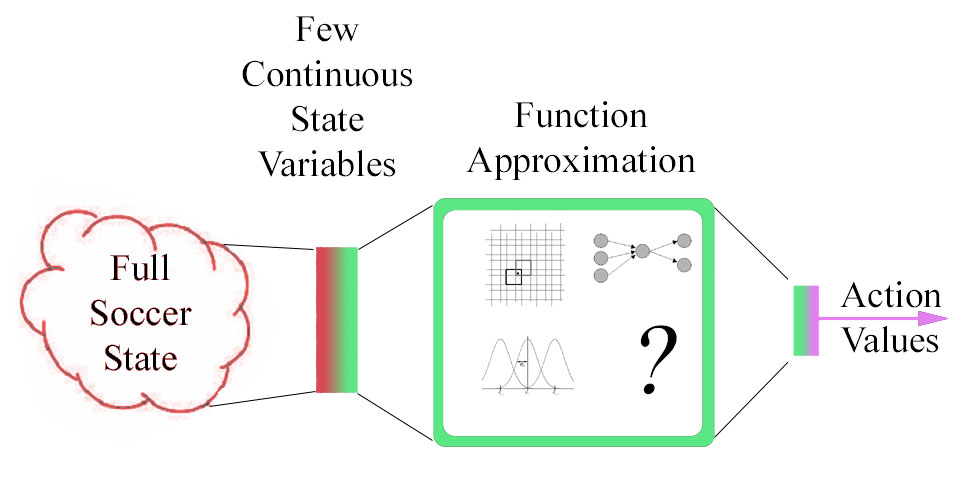 Few
Continuous
State
Variables
Function
Approximation
Full
Soccer
State
?
Action
Values